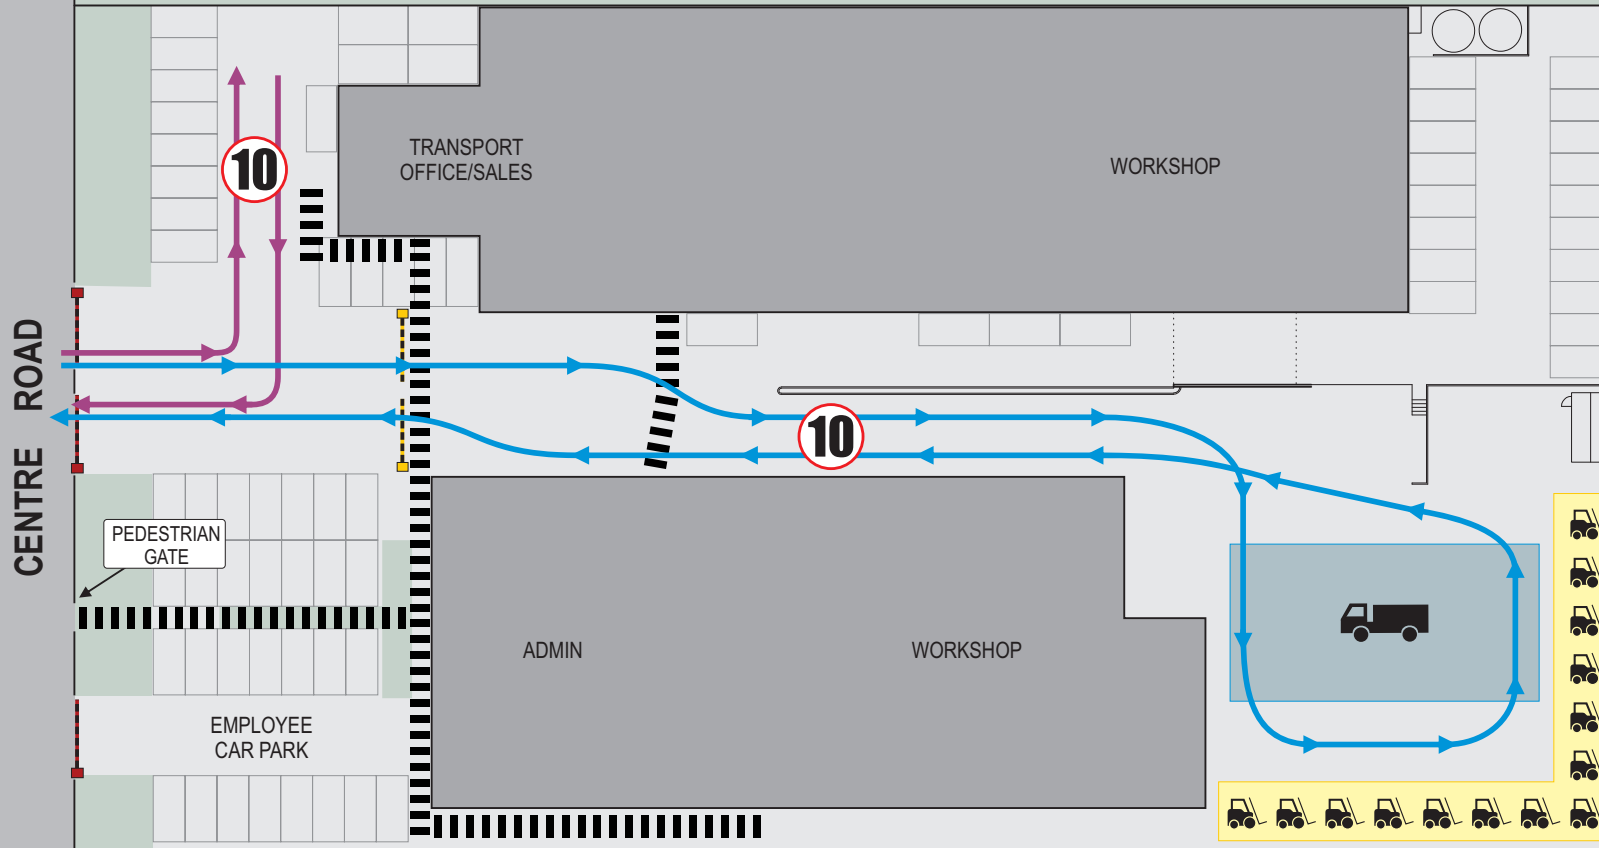 10
TRANSPORT
OFFICE/SALES
WORKSHOP
CENTRE ROAD
10
PEDESTRIAN
GATE
ADMIN
WORKSHOP
EMPLOYEE
CAR PARK